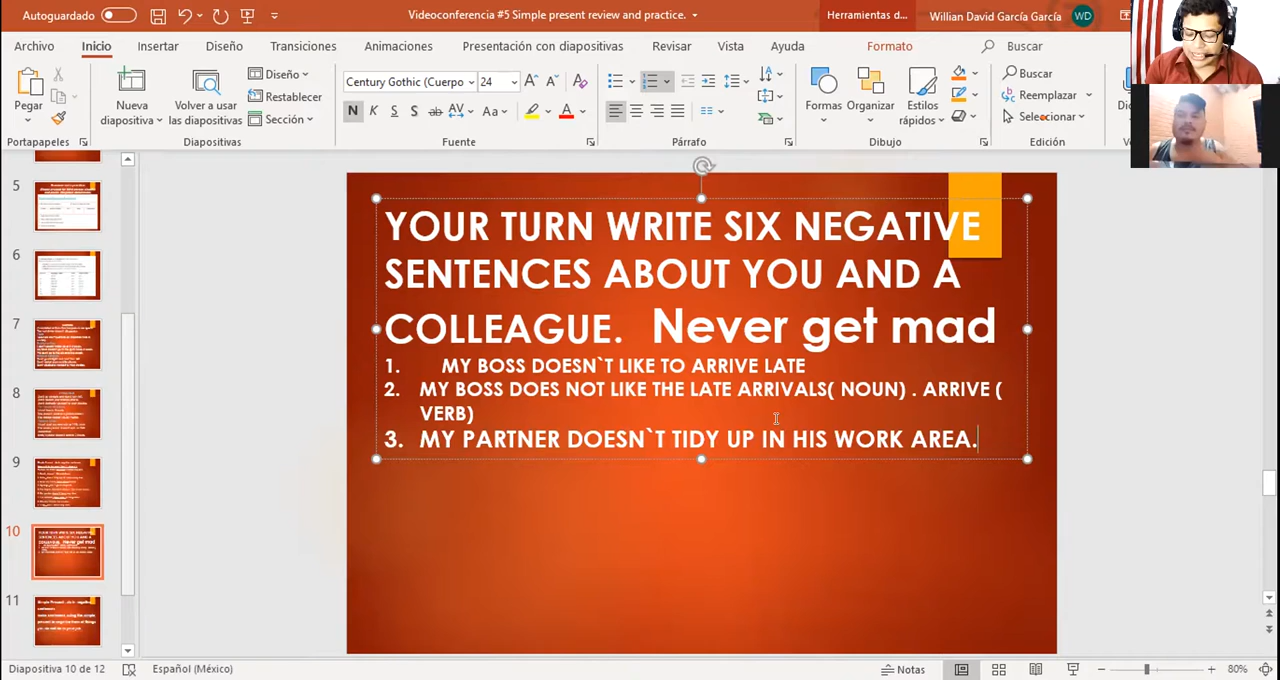 Autoguardado
Videoconferencia #5 Simple present review and practice.
Herramientas d...
Willian David García García
WD
Archivo
Inicio
Insertar
Diseño
Transiciones
Animaciones
Presentación con diapositivas
Revisar
Vista
Ayuda
Formato
Buscar
Pegar
Nueva
diapositiva
Volver a usar
las diapositivas
Diseño
Restablecer
Sección
Century Gothic (Cuerpo
24
N K S S ab AV Aa
Formas
Organizar
Estilos
rápidos
Buscar
Reemplazar
Seleccionar
Portapapeles
Diapositivas
Fuente
Párrafo
Dibujo
Edición
5
6
7
8
9
10
11
YOUR TURN WRITE SIX NEGATIVE
SENTENCES ABOUT YOU AND A
COLLEAGUE. Never get mad
1. MY BOSS DOESN`T LIKE TO ARRIVE LATE
2. MY BOSS DOES NOT LIKE THE LATE ARRIVALS( NOUN) . ARRIVE (
VERB)
3. MY PARTNER DOESN`T TIDY UP IN HIS WORK AREA.
Diapositiva 10 de 12
Español (México)
Notas
80%